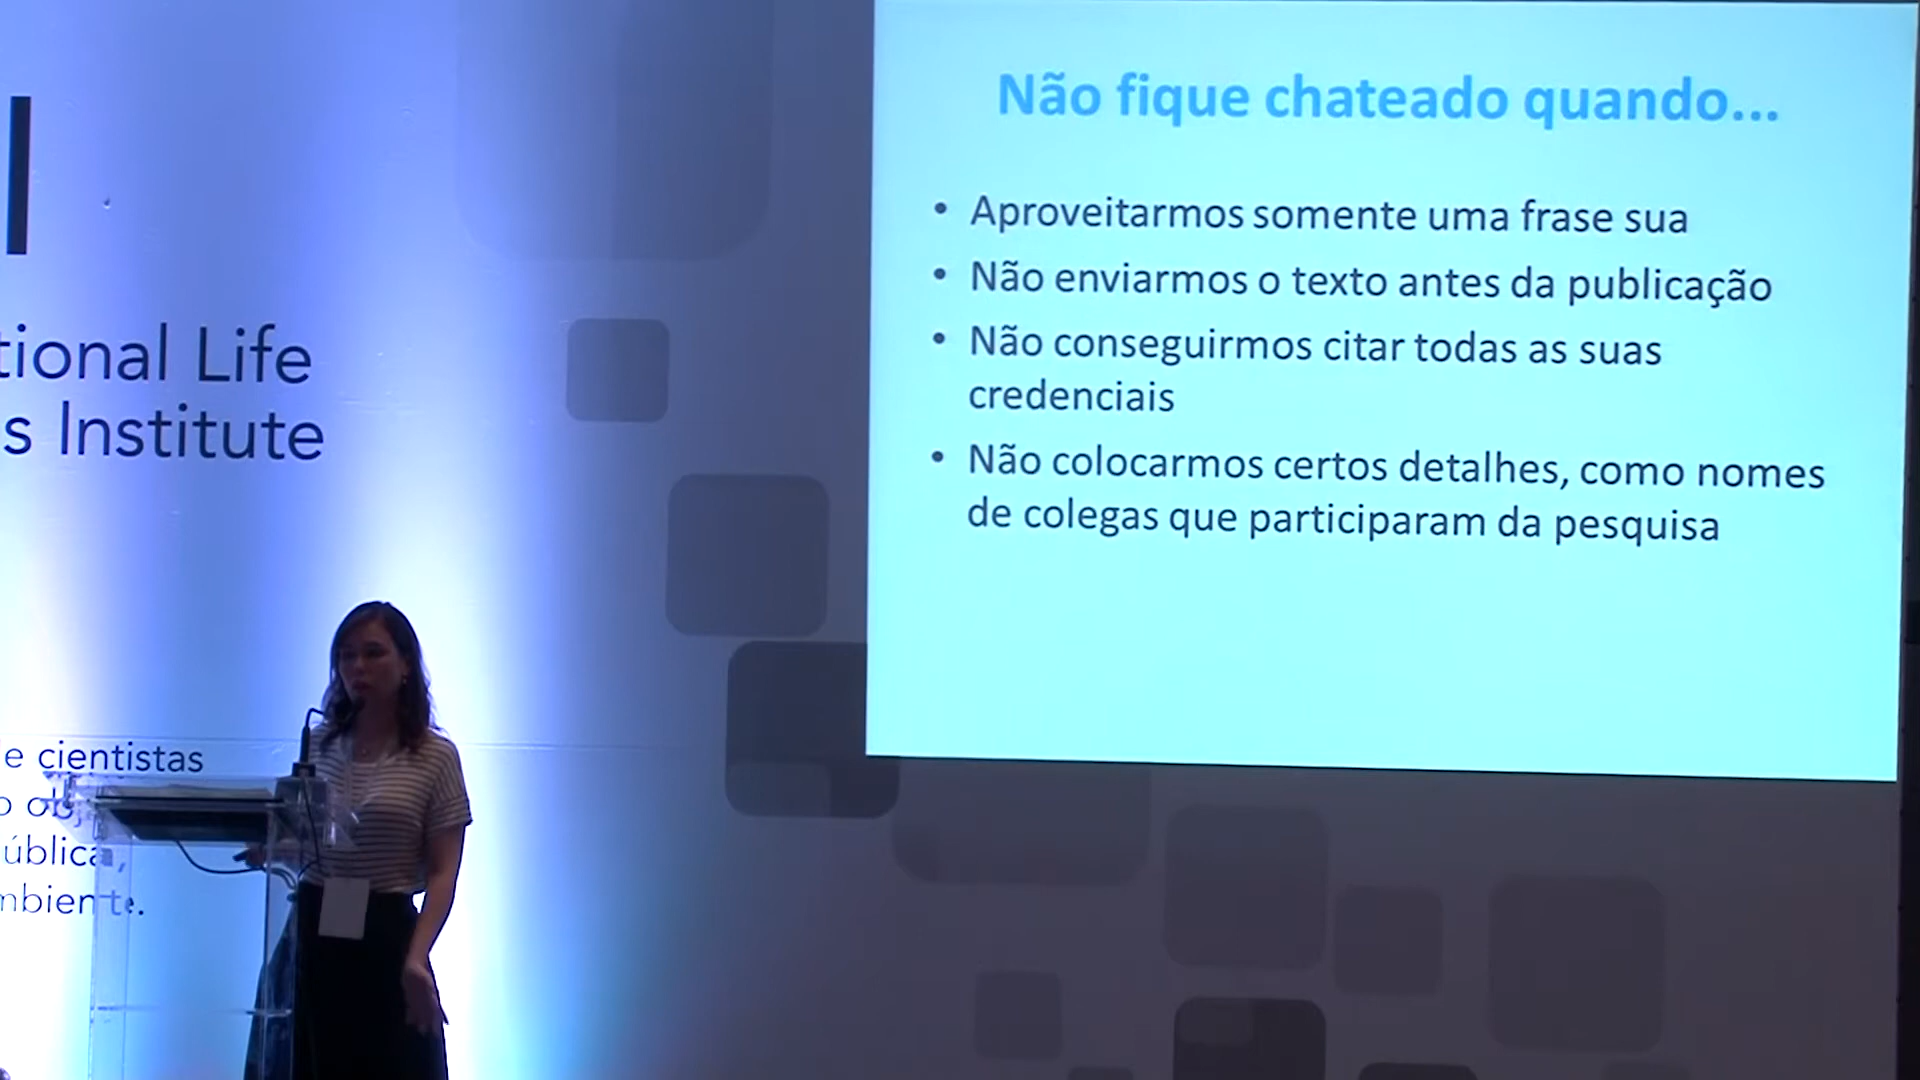 Não fique chateado quando...
• Aproveitarmos somente uma frase sua
• Não enviarmos o texto antes da publicação
• Não conseguirmos citar todas as suas
credenciais
• Não colocarmos certos detalhes, como nomes
de colegas que participaram da pesquisa
I
tional Life
s Institute
e cientistas
o obj
ública,
mbiente.